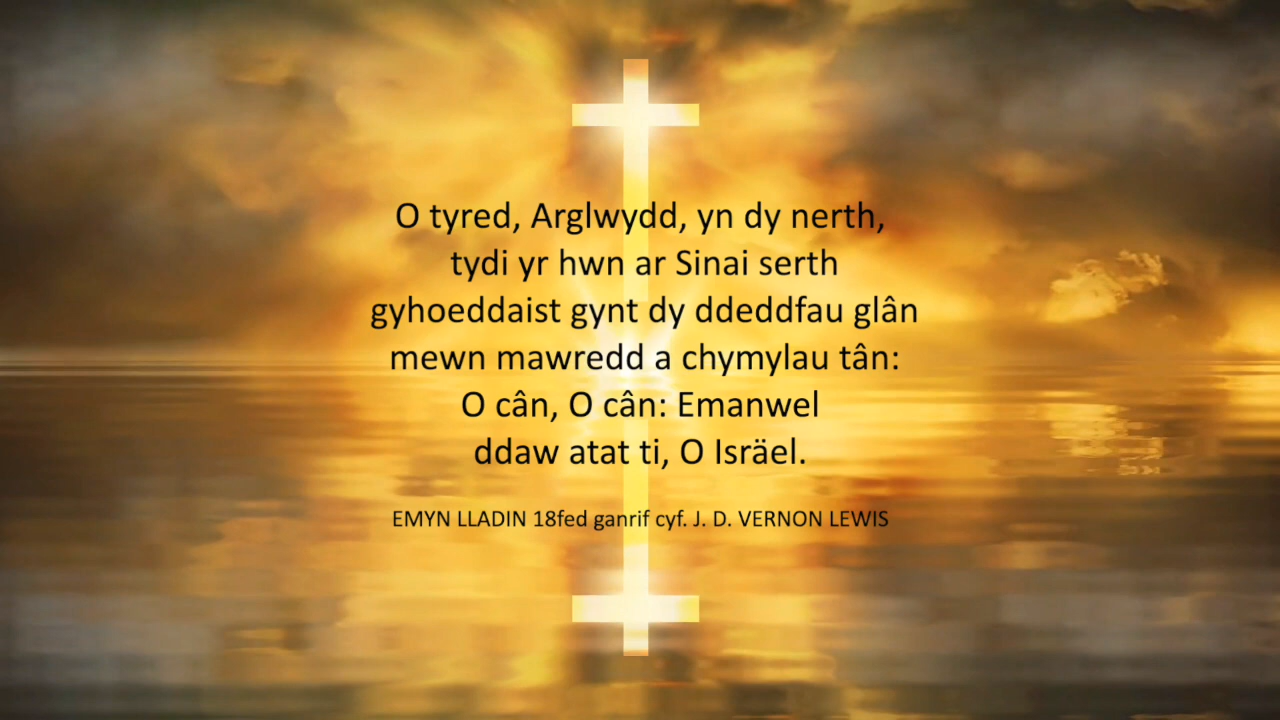 O tyred, Arglwydd, yn dy nerth,
tydi yr hwn ar Sinai serth
gyhoeddaist gynt dy ddeddfau glân
mewn mawredd a chymylau tân:
O cân, O cân: Emanwel
ddaw atat ti, O Isräel.
EMYN LLADIN 18fed ganrif cyf. J. D. VERNON LEWIS